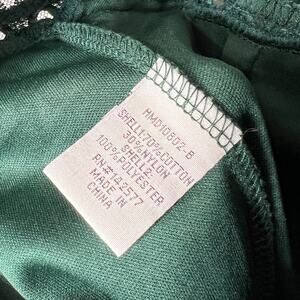 HMD10802-B
SHELL1:70%COTTON
30%NYLON
SHELL2:
100%POLYESTER
RN#142577
MADE IN
CHINA